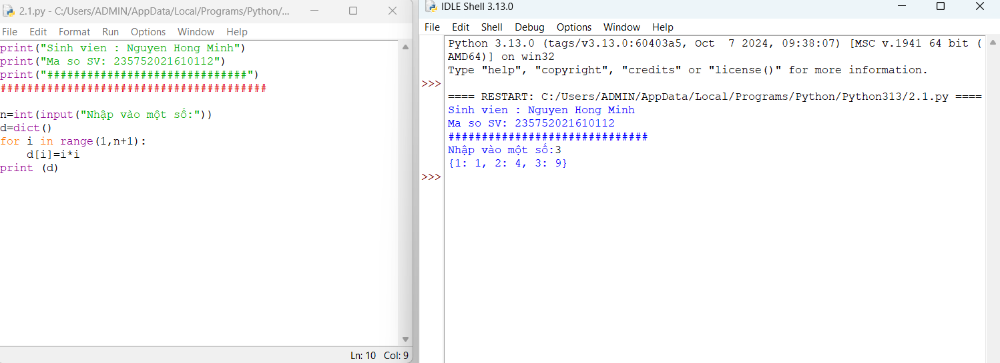 2.1.py - C:/Users/ADMIN/AppData/Local/Programs/Python/...
File Edit Format Run Options Window Help
print("Sinh vien : Nguyen Hong Minh")
print("Ma so SV: 235752021610112")
print("##############################")
########################################
n=int(input("Nhập vào một số:"))
d=dict()
for i in range(1,n+1):
    d[i]=i*i
print (d)
Ln: 10 Col: 9
IDLE Shell 3.13.0
File Edit Shell Debug Options Window Help
Python 3.13.0 (tags/v3.13.0:60403a5, Oct  7 2024, 09:38:07) [MSC v.1941 64 bit (
AMD64)] on win32
Type "help", "copyright", "credits" or "license()" for more information.
>>>
==== RESTART: C:/Users/ADMIN/AppData/Local/Programs/Python/Python313/2.1.py ====
Sinh vien : Nguyen Hong Minh
Ma so SV: 235752021610112
##############################
Nhập vào một số:3
{1: 1, 2: 4, 3: 9}
>>>